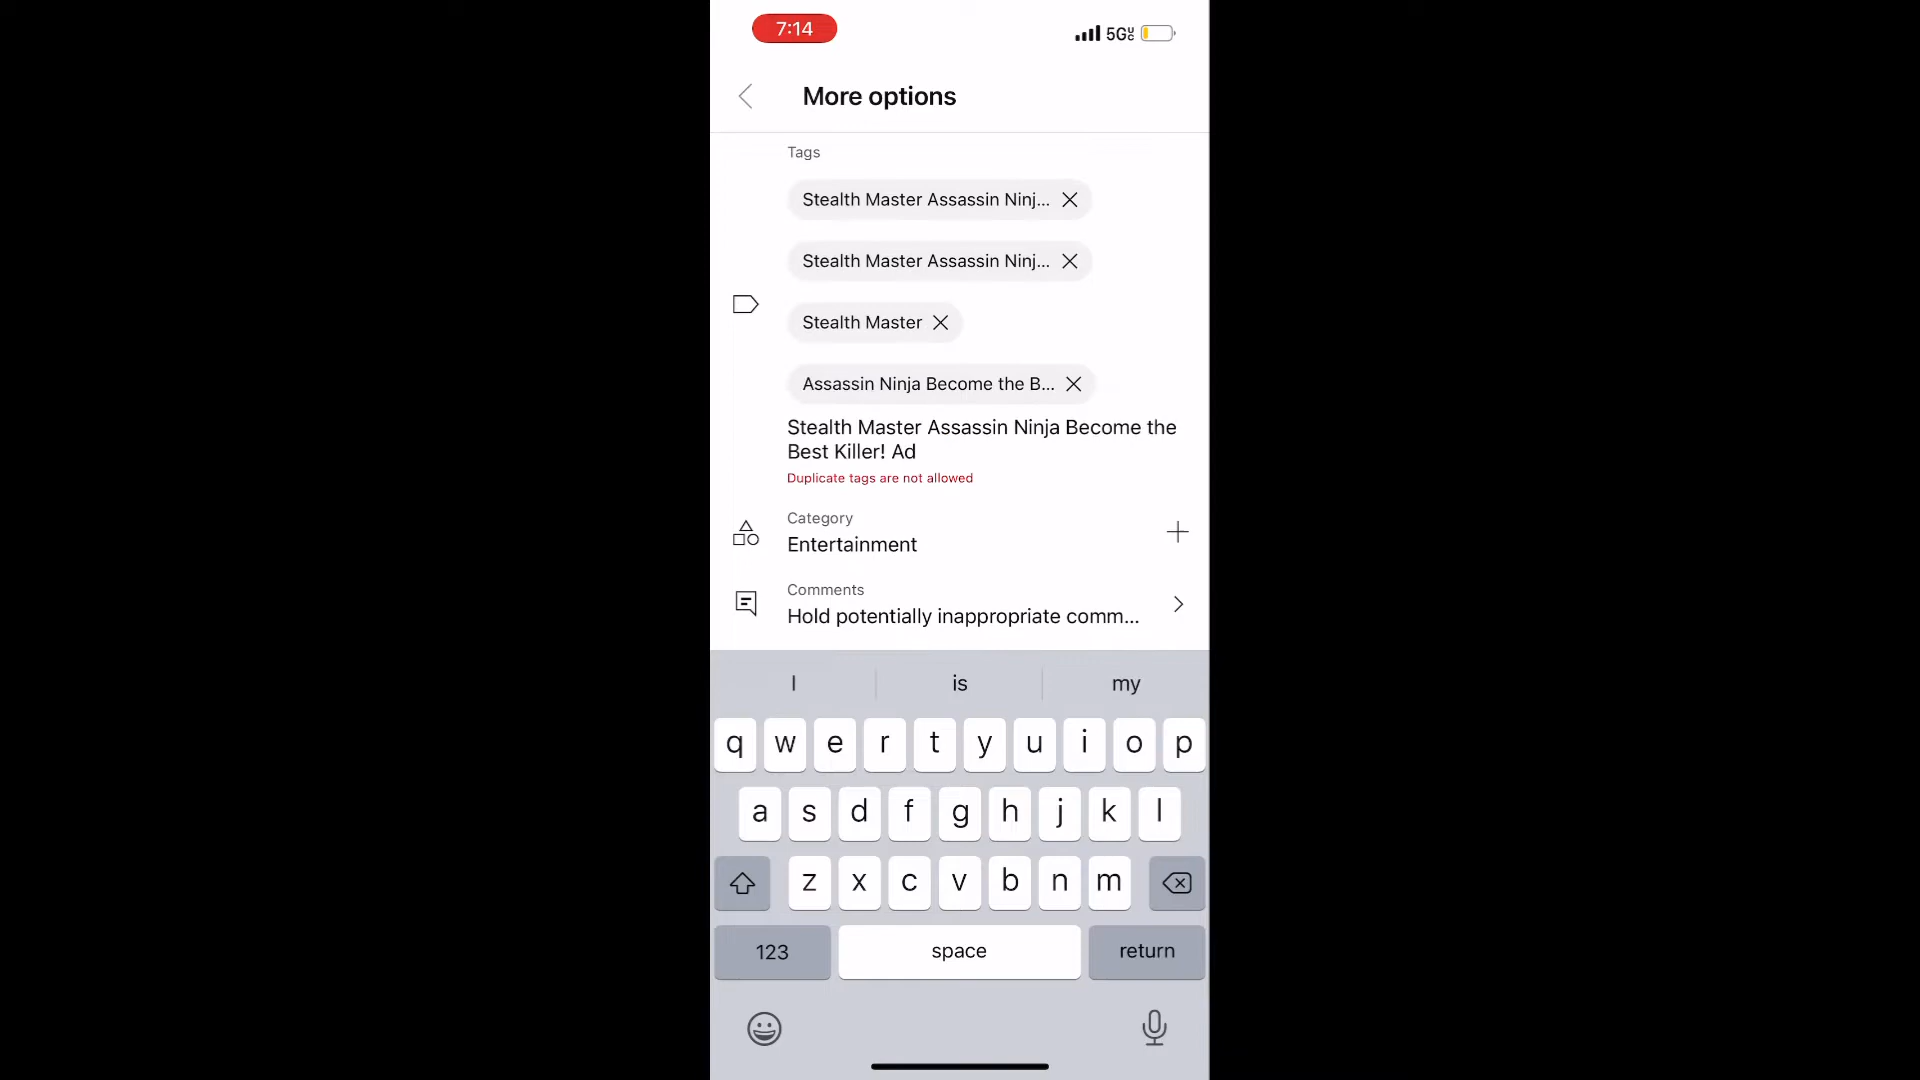 7:14
5G
More options
Tags
Stealth Master Assassin Ninj...
Stealth Master Assassin Ninj...
Stealth Master
Assassin Ninja Become the B...
Stealth Master Assassin Ninja Become the
Best Killer! Ad
Duplicate tags are not allowed
Category
Entertainment
Comments
Hold potentially inappropriate comm...
I is my
q w e r t y u i o p
a s d f g h j k l
z x c v b n m
123 space return